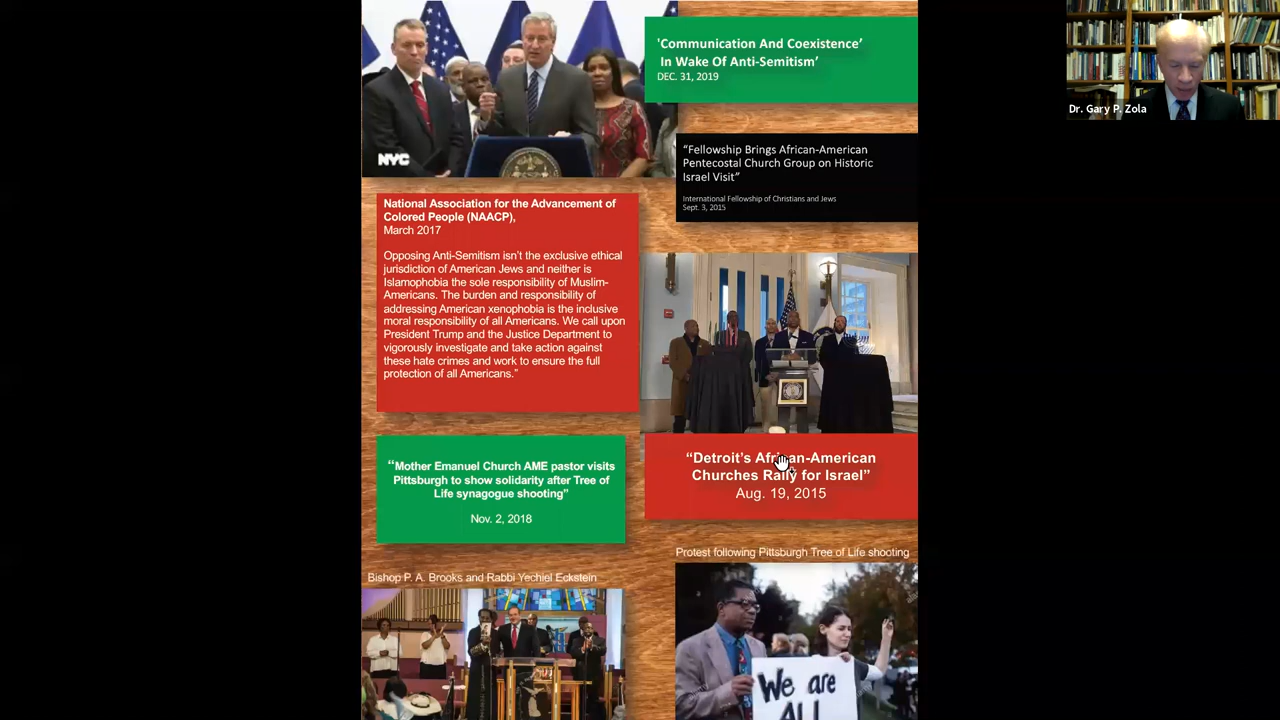 'Communication And Coexistence'
In Wake Of Anti-Semitism'
DEC. 31, 2019
NYC
Dr. Gary P. Zola
"Fellowship Brings African-American
Pentecostal Church Group on Historic
Israel Visit"
International Fellowship of Christians and Jews
Sept. 3, 2015
National Association for the Advancement of
Colored People (NAACP),
March 2017
Opposing Anti-Semitism isn't the exclusive ethical
jurisdiction of American Jews and neither is
Islamophobia the sole responsibility of Muslim-
Americans. The burden and responsibility of
addressing American xenophobia is the inclusive
moral responsibility of all Americans. We call upon
President Trump and the Justice Department to
vigorously investigate and take action against
these hate crimes and work to ensure the full
protection of all Americans."
"Mother Emanuel Church AME pastor visits
Pittsburgh to show solidarity after Tree of
Life synagogue shooting"
Nov. 2, 2018
"Detroit's African-American
Churches Rally for Israel"
Aug. 19, 2015
Protest following Pittsburgh Tree of Life shooting
Bishop P. A. Brooks and Rabbi Yechiel Eckstein
We are
ALL